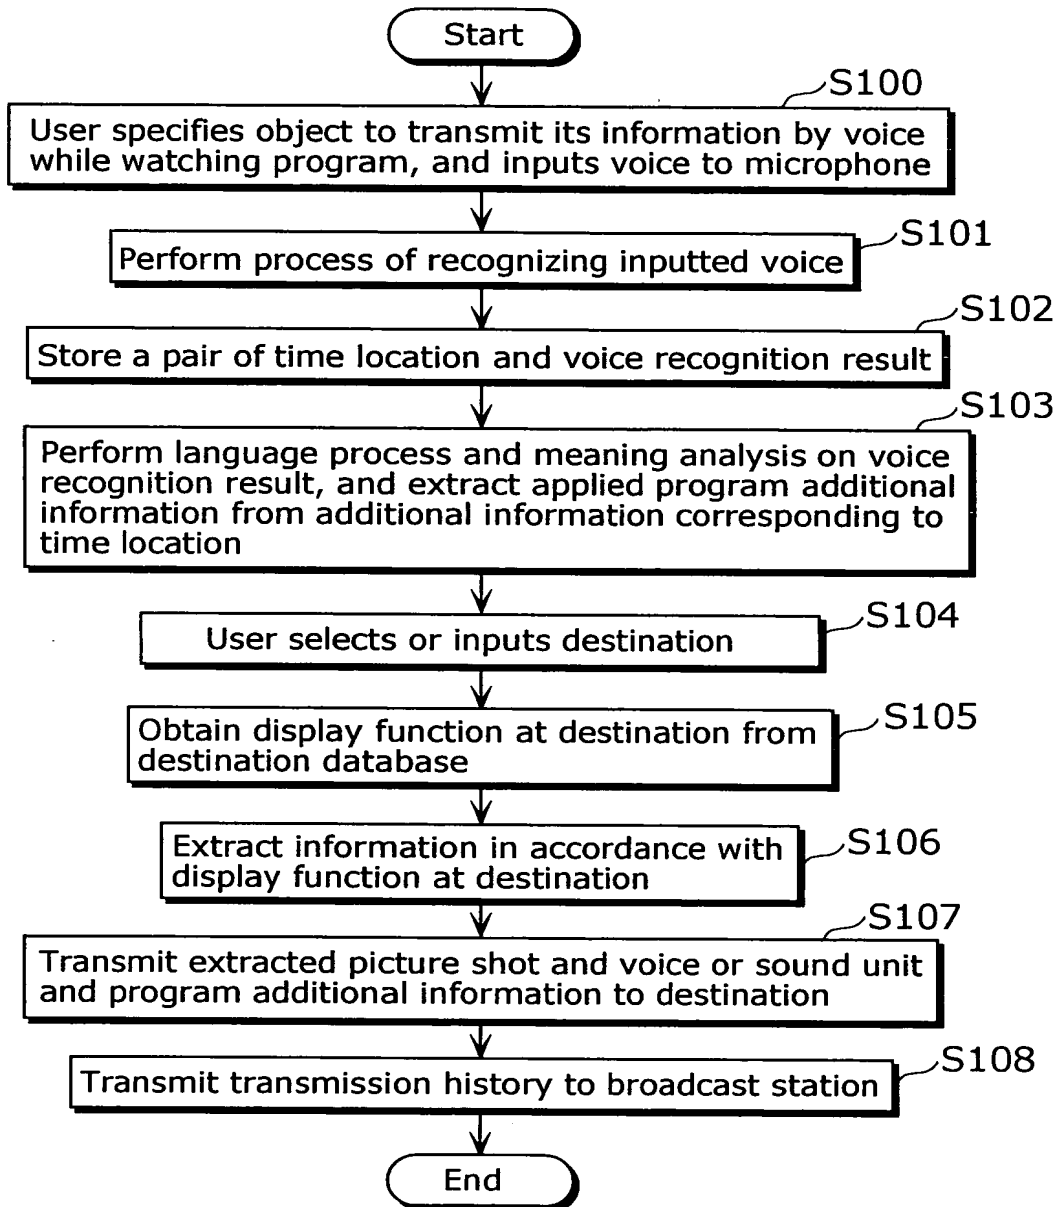 Start
S100
User specifies object to transmit its information by voice
while watching program, and inputs voice to microphone
S101
Perform process of recognizing inputted voice
S102
Store a pair of time location and voice recognition result
S103
Perform language process and meaning analysis on voice
recognition result, and extract applied program additional
information from additional information corresponding to
time location
S104
User selects or inputs destination
S105
Obtain display function at destination from
destination database
S106
Extract information in accordance with
display function at destination
S107
Transmit extracted picture shot and voice or sound unit
and program additional information to destination
S108
Transmit transmission history to broadcast station
End